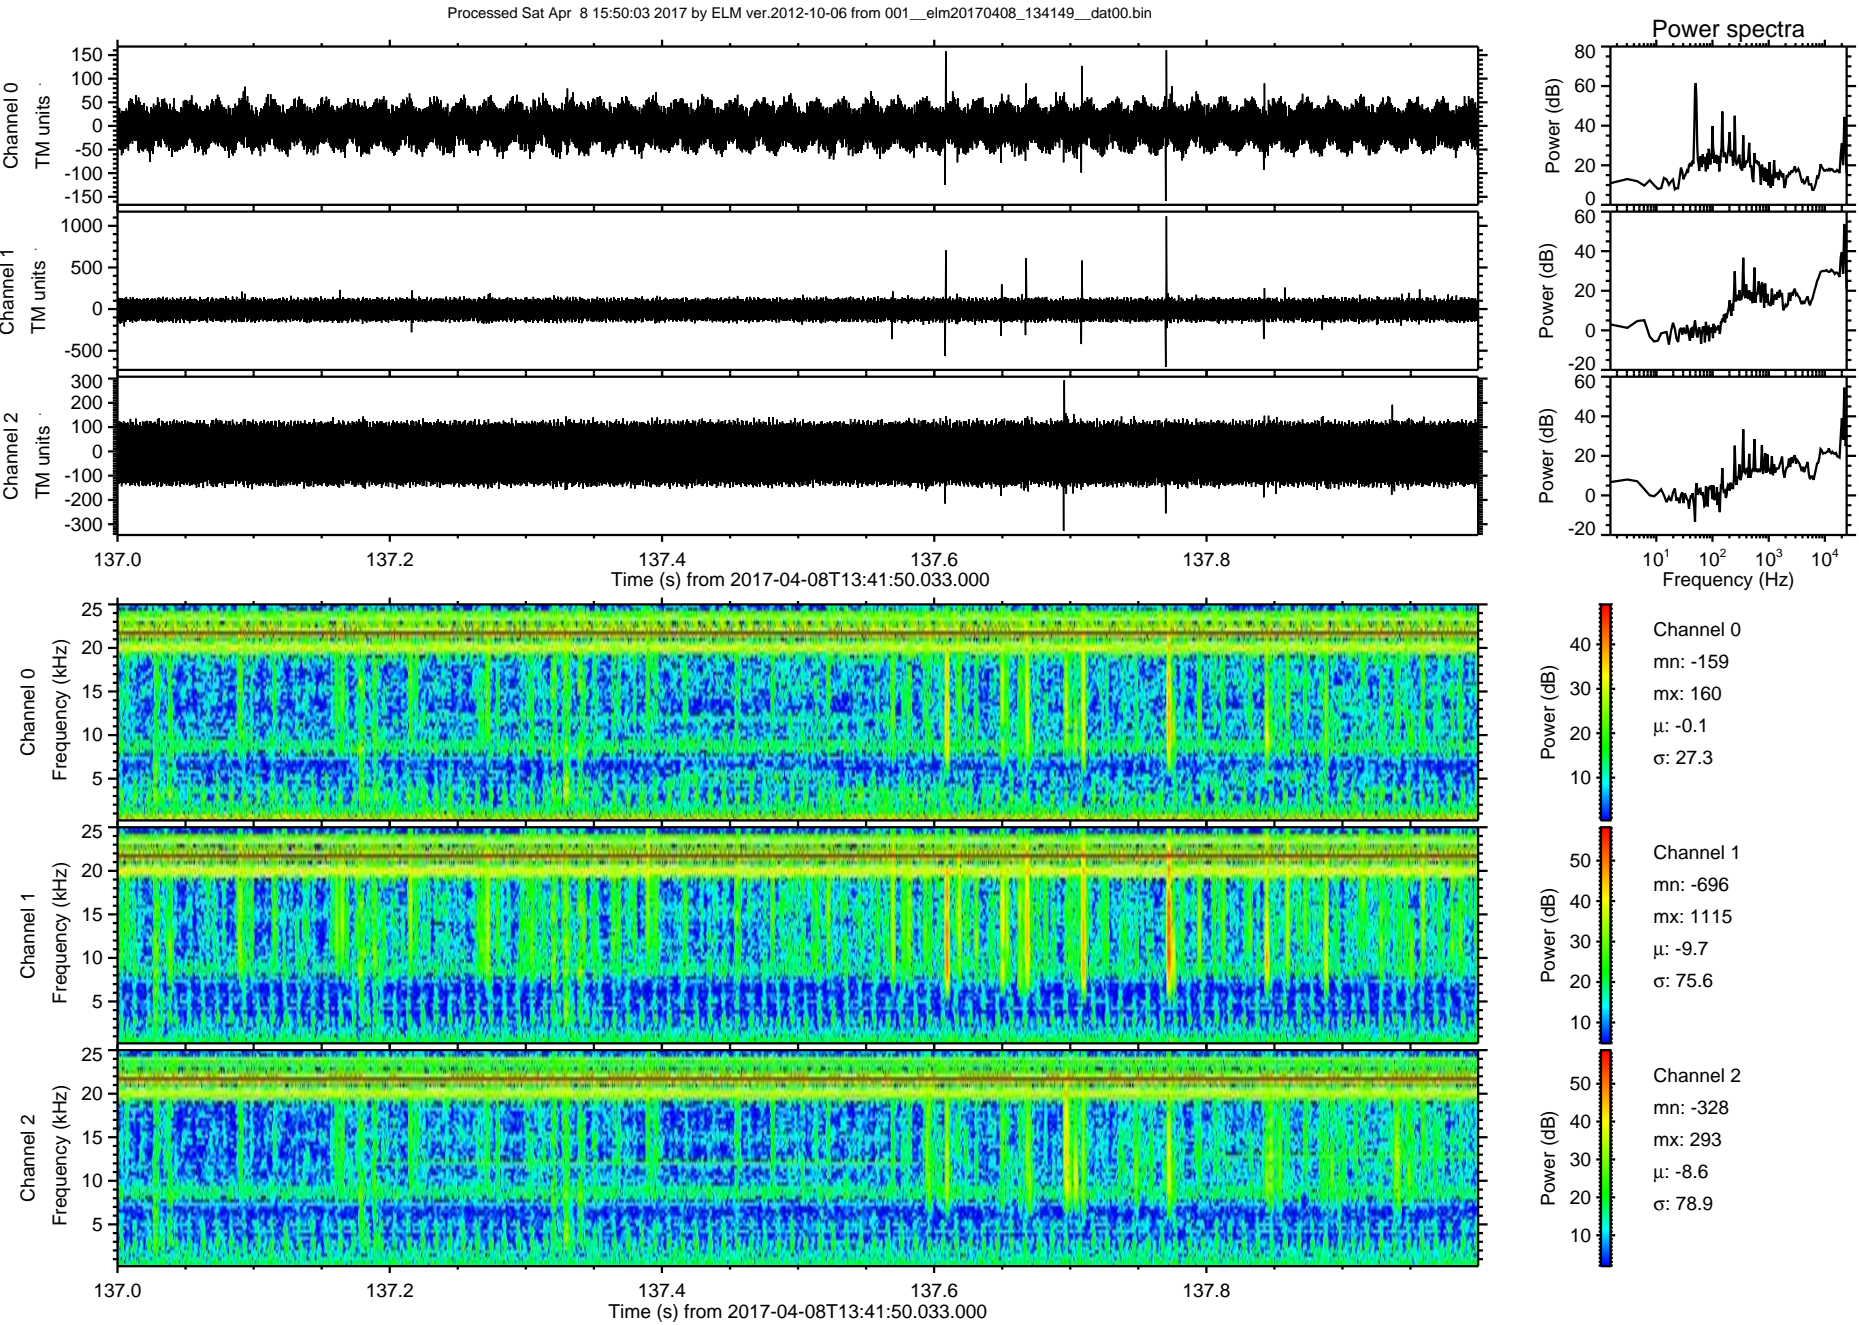 Processed Sat Apr  8 15:50:03 2017 by ELM ver.2012-10-06 from 001__elm20170408_134149__dat00.bin
Power spectra
Channel 0
TM units
150
100
50
0
-50
-100
-150
Power (dB)
80
60
40
20
0
Channel 1
TM units
1000
500
0
-500
Power (dB)
60
40
20
0
-20
Channel 2
TM units
300
200
100
0
-100
-200
-300
Power (dB)
60
40
20
0
-20
137.0
137.2
137.4
137.6
137.8
Time (s) from 2017-04-08T13:41:50.033.000
10^1
10^2
10^3
10^4
Frequency (Hz)
Channel 0
Frequency (kHz)
25
20
15
10
5
Power (dB)
40
30
20
10
Channel 0
mn: -159
mx: 160
μ: -0.1
σ: 27.3
Channel 1
Frequency (kHz)
25
20
15
10
5
Power (dB)
50
40
30
20
10
Channel 1
mn: -696
mx: 1115
μ: -9.7
σ: 75.6
Channel 2
Frequency (kHz)
25
20
15
10
5
Power (dB)
50
40
30
20
10
Channel 2
mn: -328
mx: 293
μ: -8.6
σ: 78.9
137.0
137.2
137.4
137.6
137.8
Time (s) from 2017-04-08T13:41:50.033.000